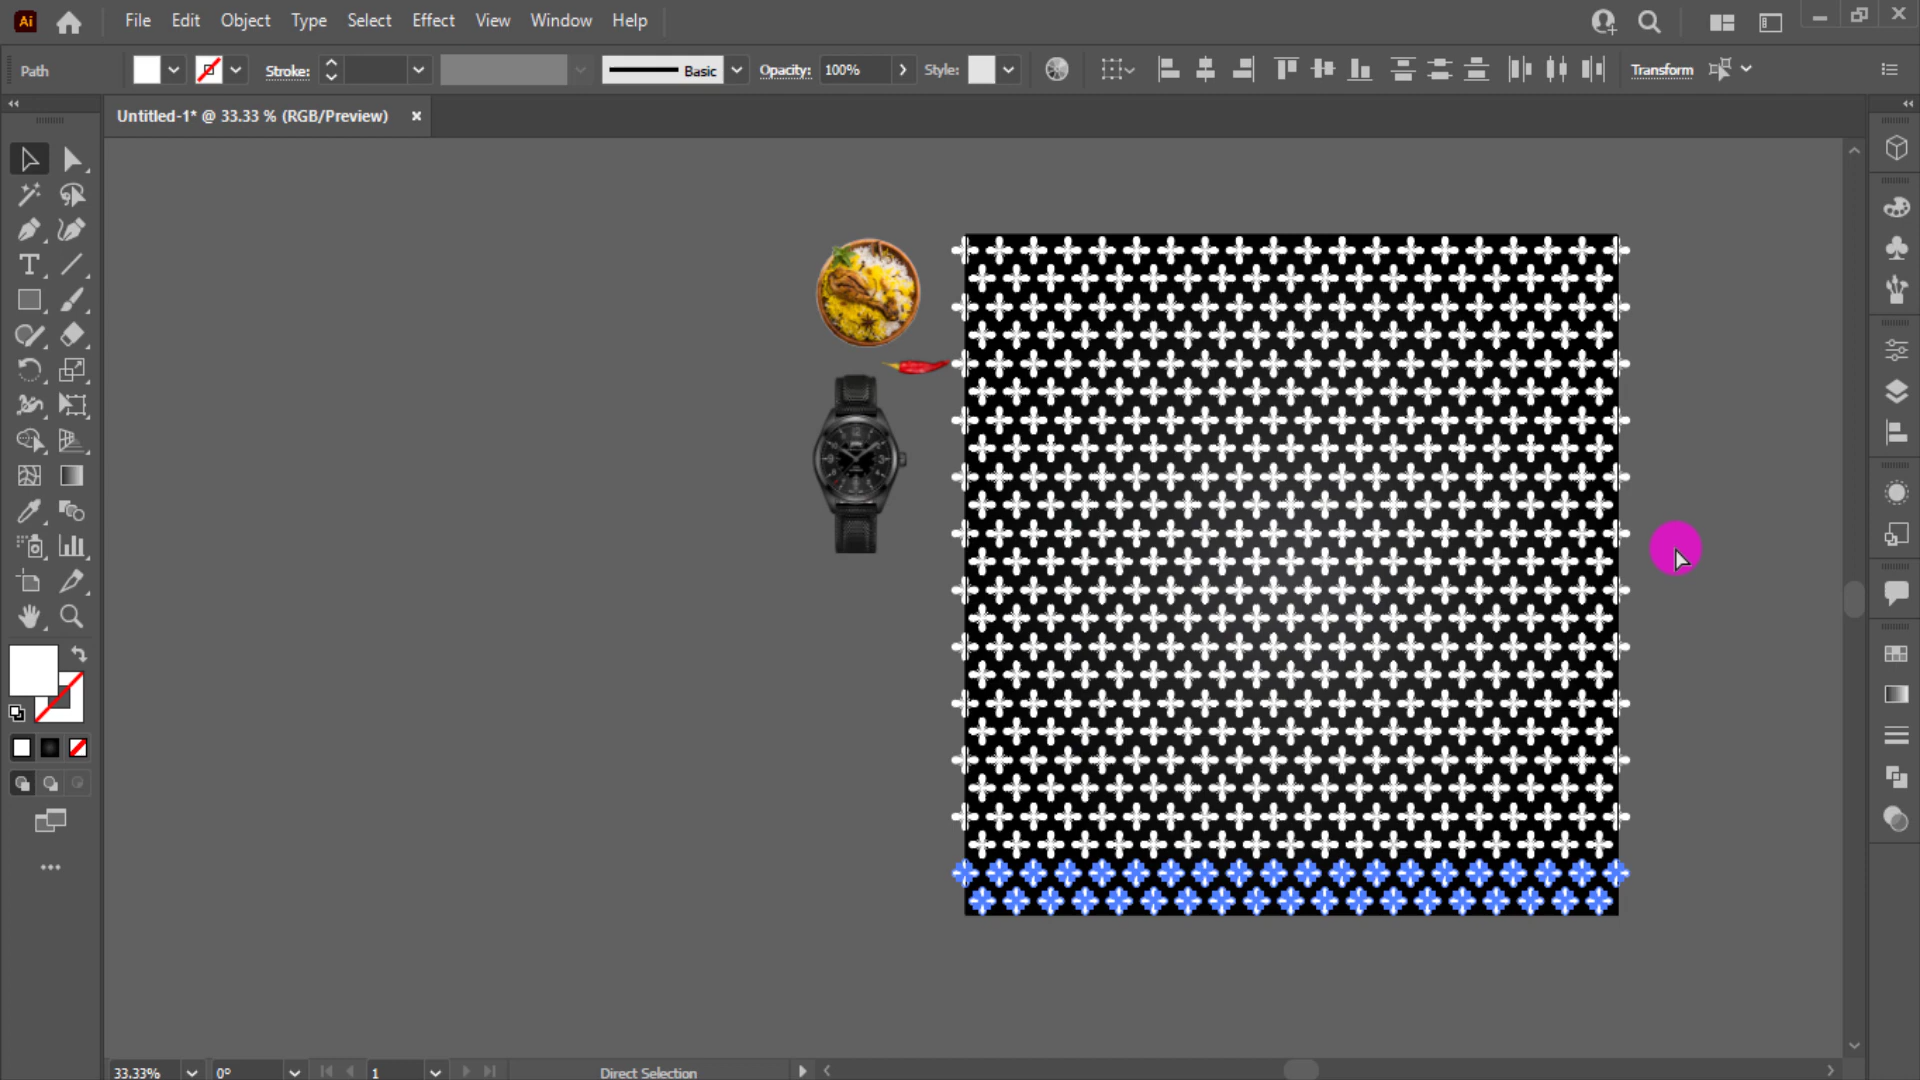 Ai File Edit Object Type Select Effect View Window Help
Path Stroke: Basic Opacity: 100% Style: Transform
Untitled-1* @ 33.33 % (RGB/Preview) ×
33.33% 0° 1 Direct Selection